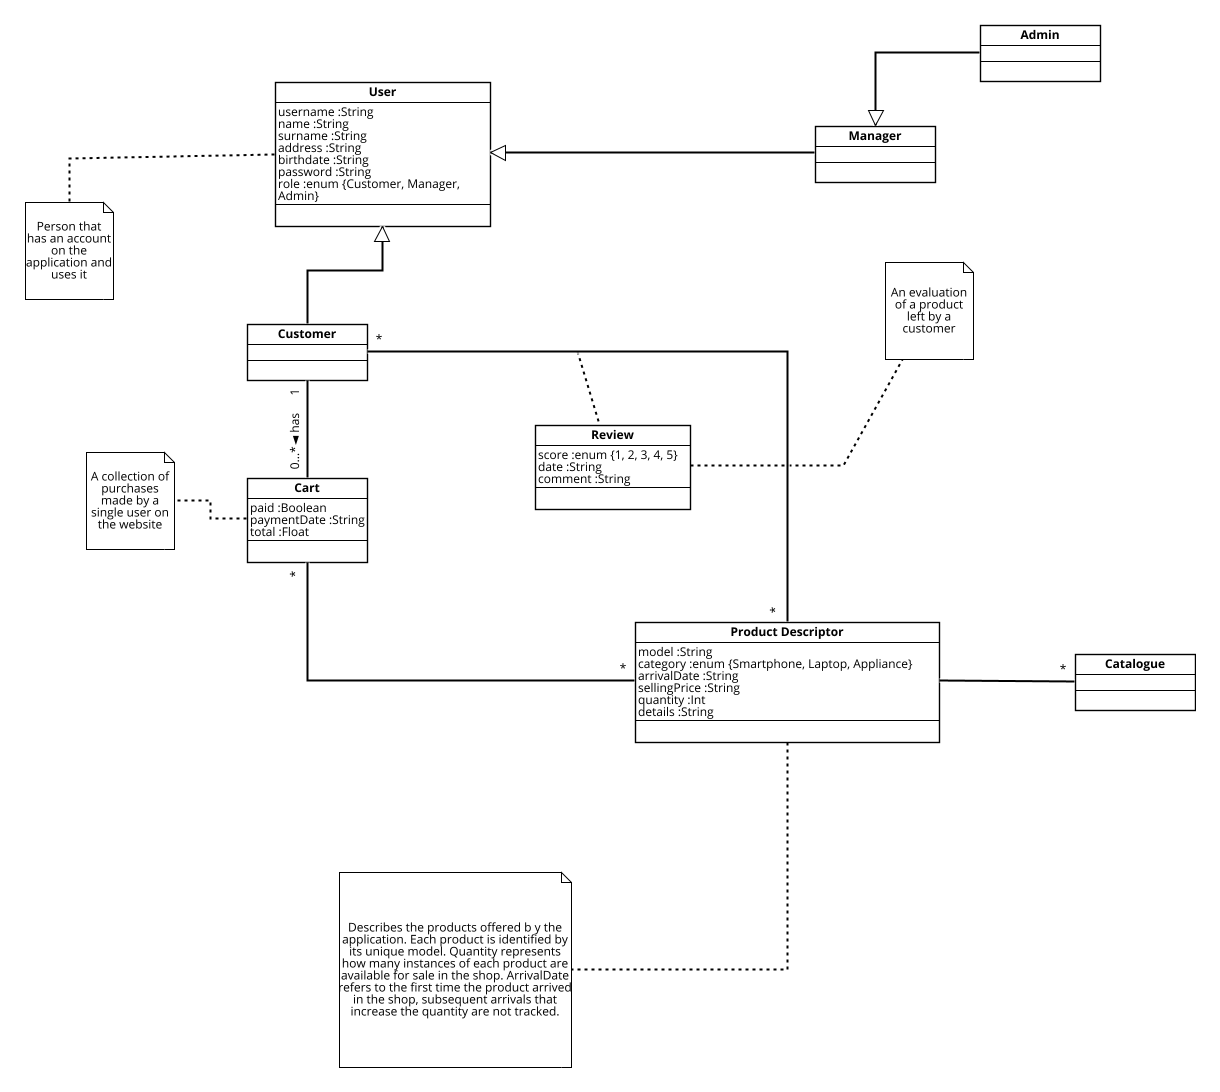 Admin
User
username :String
name :String
surname :String
address :String
birthdate :String
password :String
role :enum {Customer, Manager,
Admin}
Manager
Person that
has an account
on the
application and
uses it
An evaluation
of a product
left by a
customer
Customer
*
1
has
0...*
Review
score :enum {1, 2, 3, 4, 5}
date :String
comment :String
A collection of
purchases
made by a
single user on
the website
Cart
paid :Boolean
paymentDate :String
total :Float
*
*
Product Descriptor
model :String
category :enum {Smartphone, Laptop, Appliance}
arrivalDate :String
sellingPrice :String
quantity :Int
details :String
*
*
Catalogue
Describes the products offered b y the
application. Each product is identified by
its unique model. Quantity represents
how many instances of each product are
available for sale in the shop. ArrivalDate
refers to the first time the product arrived
in the shop, subsequent arrivals that
increase the quantity are not tracked.